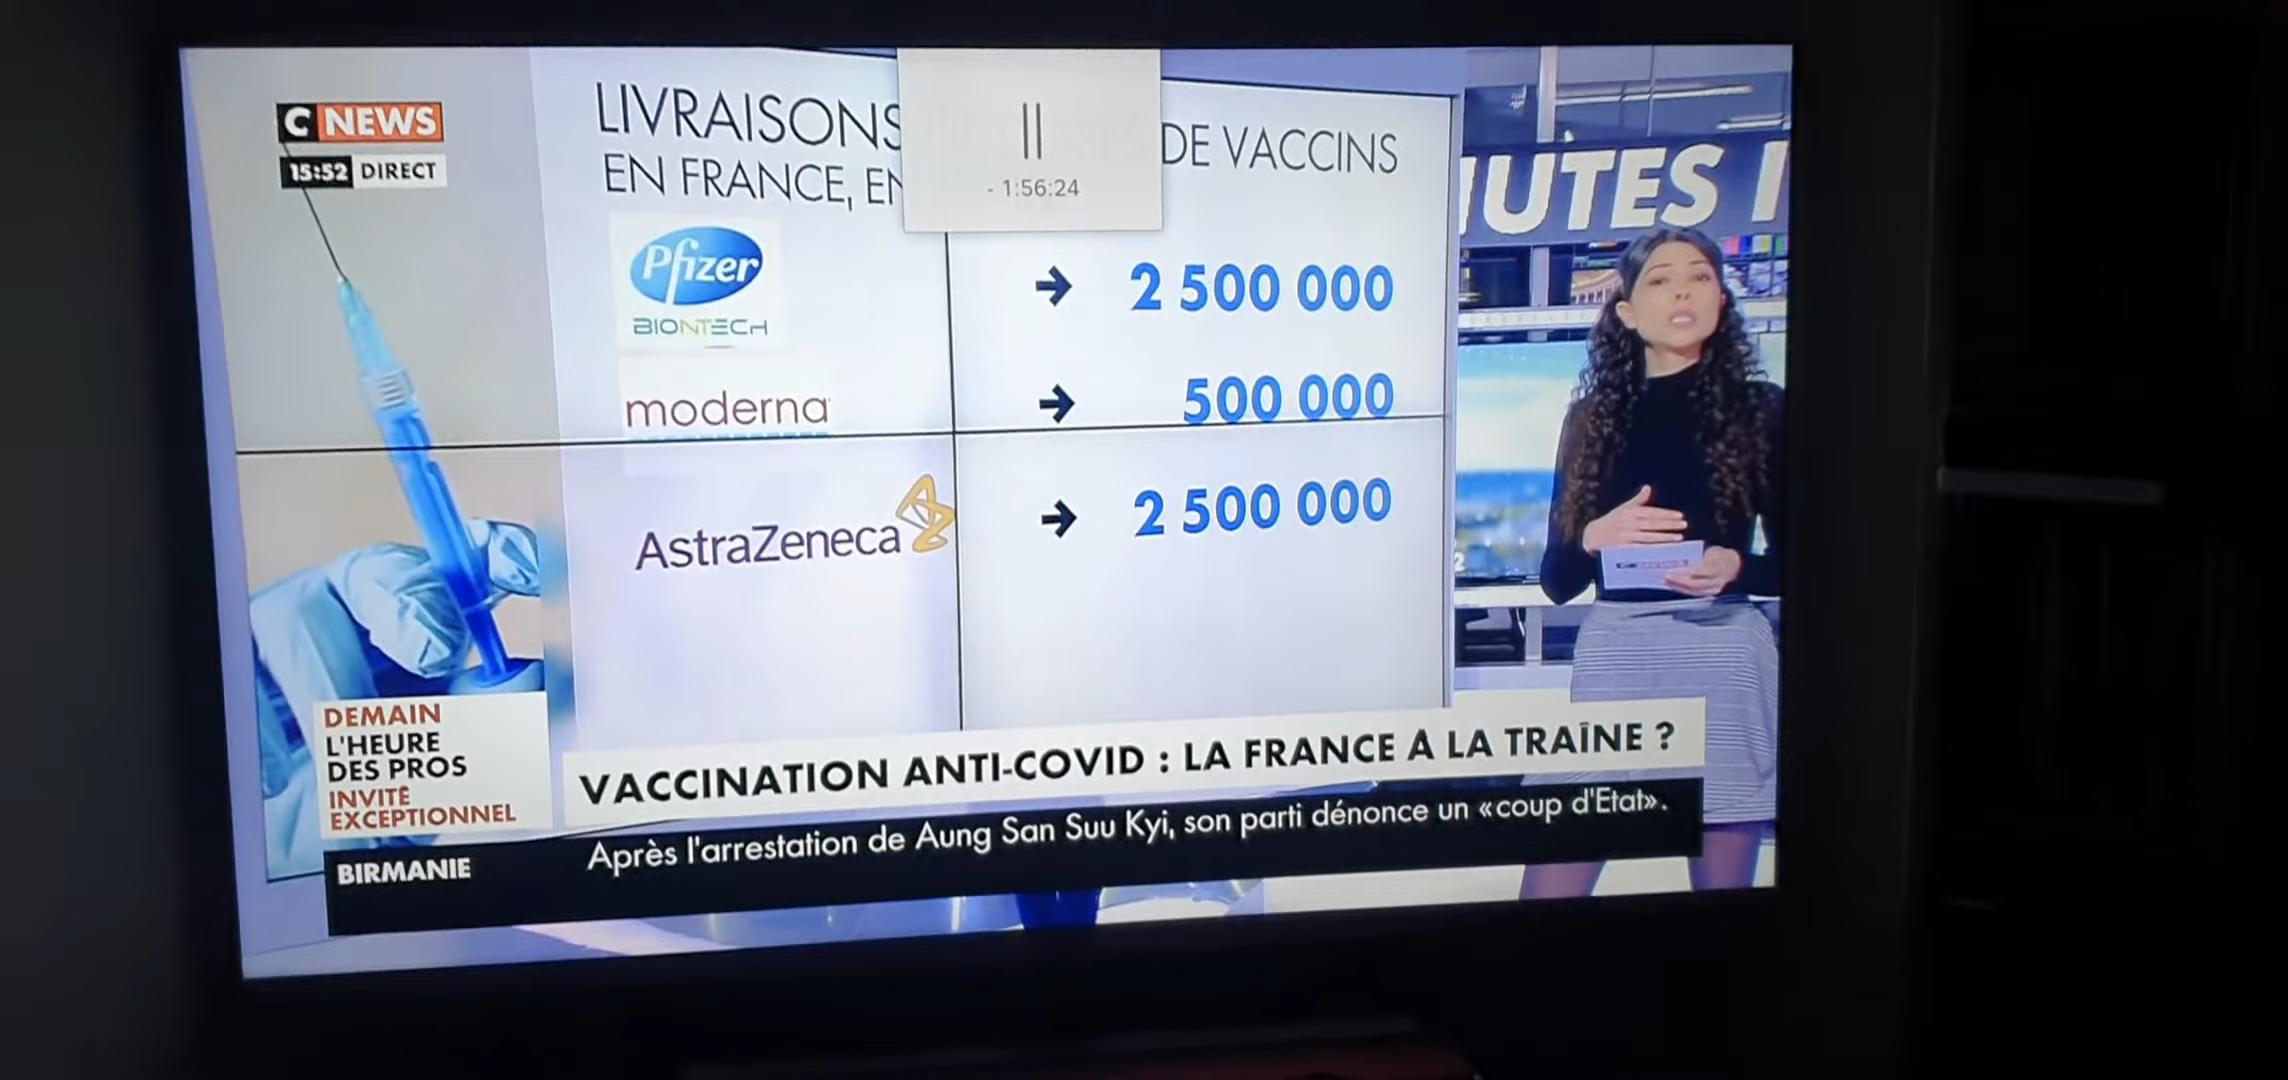 C NEWS
15:52 DIRECT
LIVRAISONS DE VACCINS
EN FRANCE, EN
||
- 1:56:24
UTES
Pfizer
BIONTECH
→ 2 500 000
moderna
→ 500 000
AstraZeneca
→ 2 500 000
DEMAIN
L'HEURE
DES PROS
INVITÉ
EXCEPTIONNEL
VACCINATION ANTI-COVID : LA FRANCE À LA TRAÎNE ?
BIRMANIE
Après l'arrestation de Aung San Suu Kyi, son parti dénonce un «coup d'Etat».